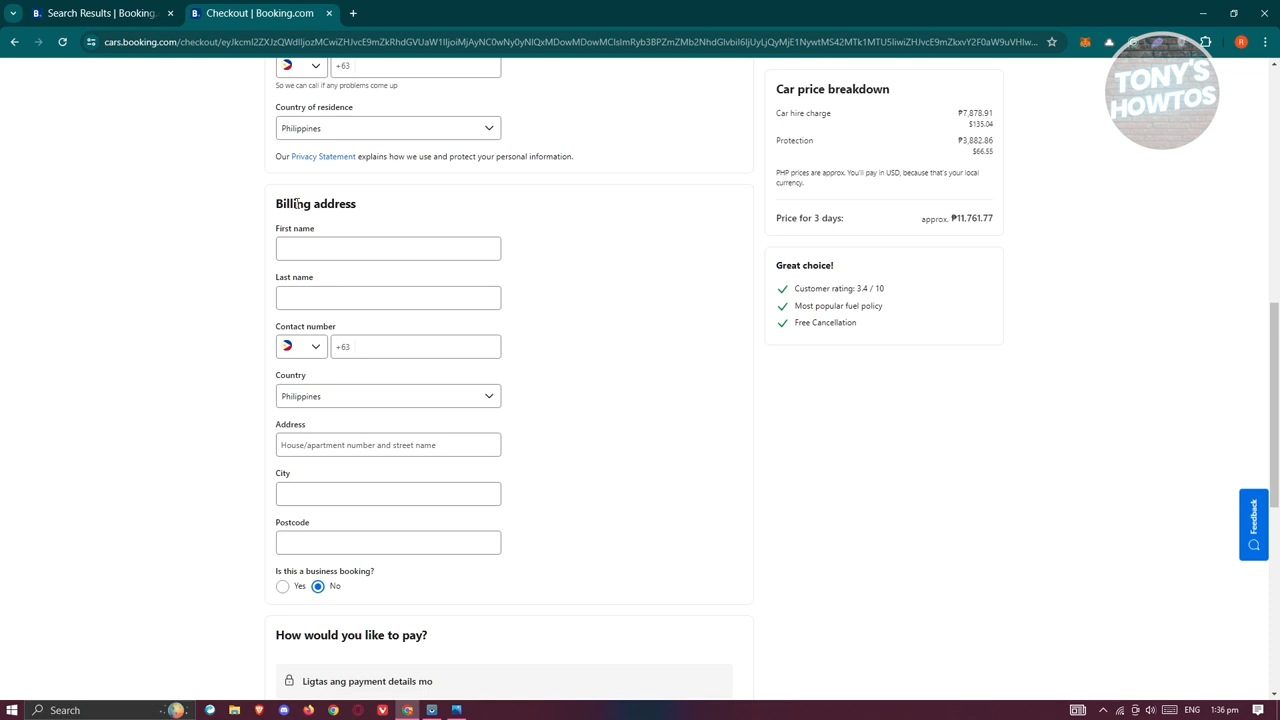 Search results | Booking.com
Checkout | Booking.com
cars.booking.com/checkout/
TONY'S
HOWTOS
+63
So we can call if any problems come up
Country of residence
Philippines
Our Privacy Statement explains how we use and protect your personal information.
Billing address
First name
Last name
Contact number
+63
Country
Philippines
Address
House/apartment number and street name
City
Postcode
Is this a business booking?
Yes No
How would you like to pay?
Ligtas ang payment details mo
Car price breakdown
Car hire charge ₱7,878.91
$135.04
Protection ₱3,882.86
$66.55
PHP prices are approx. You'll pay in USD, because that's your local
currency.
Price for 3 days: approx. ₱11,761.77
Great choice!
Customer rating: 3.4 / 10
Most popular fuel policy
Free Cancellation
Feedback
Search
ENG 1:36 pm